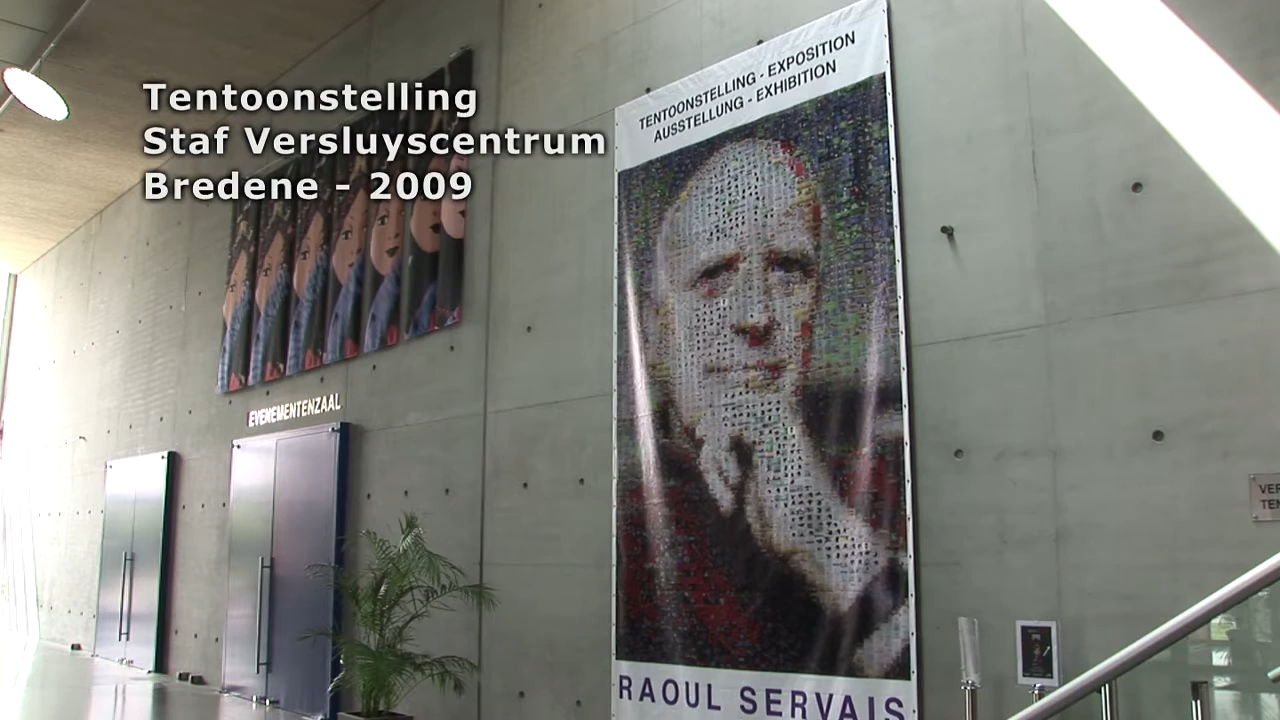 Tentoonstelling
Staf Versluyscentrum
Bredene - 2009
TENTOONSTELLING - EXPOSITION
AUSSTELLUNG - EXHIBITION
EVENEMENTENZAAL
RAOUL SERVAIS